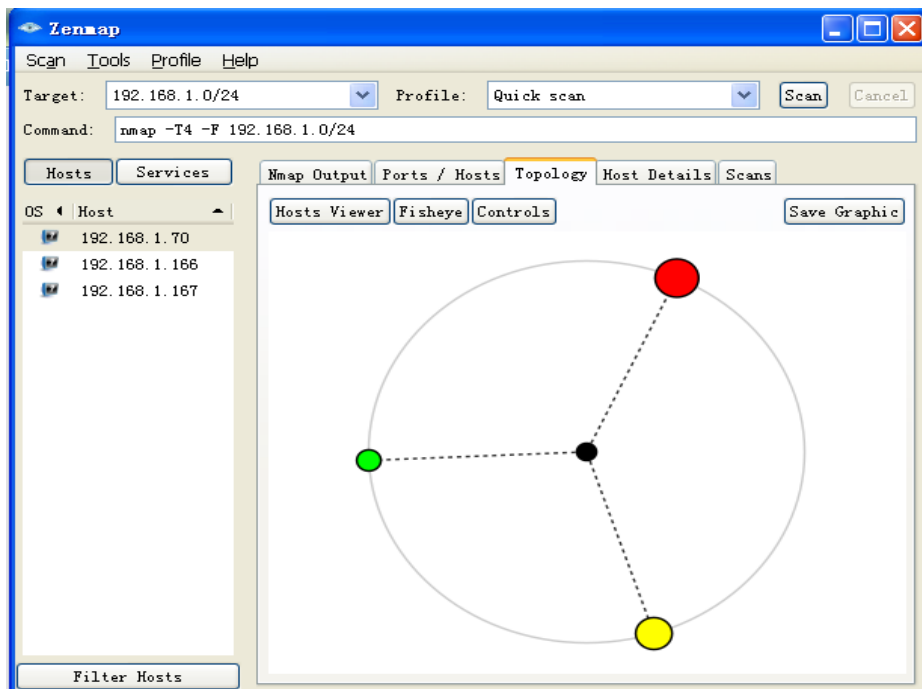 Zenmap
Scan Tools Profile Help
Target: 192.168.1.0/24 Profile: Quick scan Scan Cancel
Command: nmap -T4 -F 192.168.1.0/24
Hosts Services
Nmap Output Ports / Hosts Topology Host Details Scans
OS Host
Hosts Viewer Fisheye Controls Save Graphic
192.168.1.70
192.168.1.166
192.168.1.167
Filter Hosts